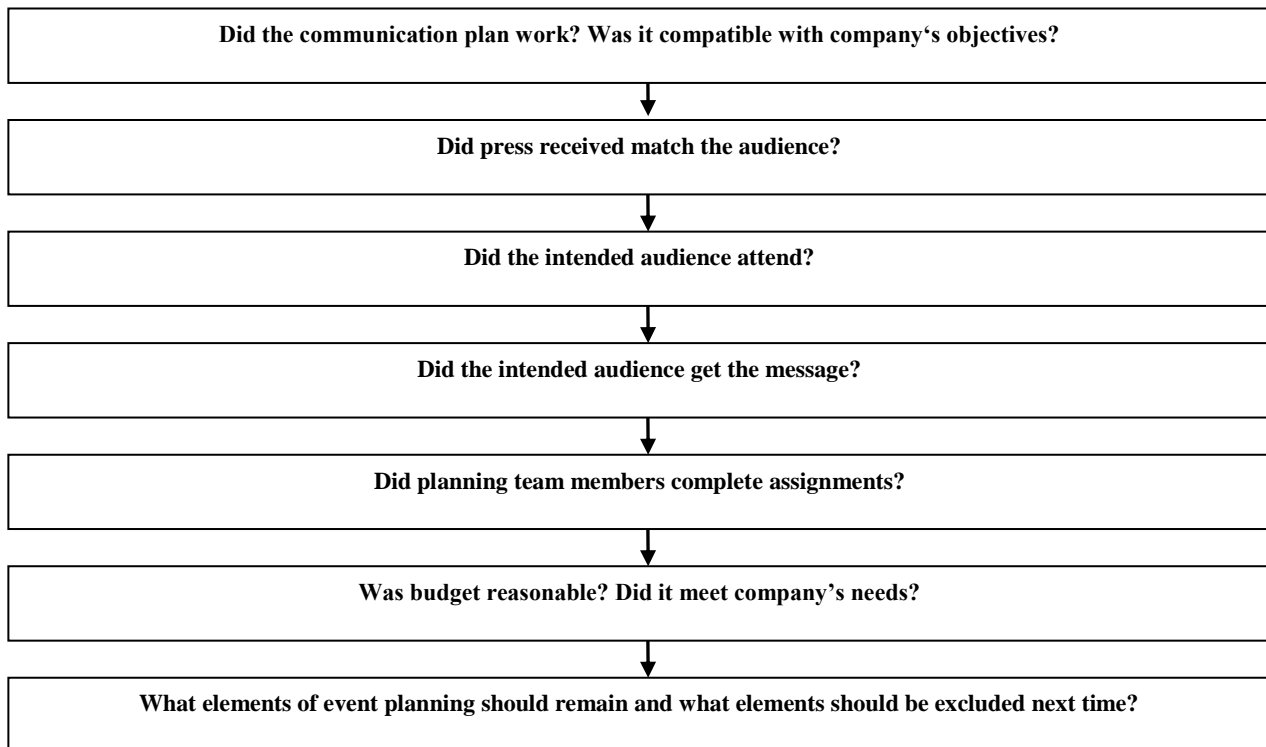 Did the communication plan work? Was it compatible with company‘s objectives?
Did press received match the audience?
Did the intended audience attend?
Did the intended audience get the message?
Did planning team members complete assignments?
Was budget reasonable? Did it meet company’s needs?
What elements of event planning should remain and what elements should be excluded next time?